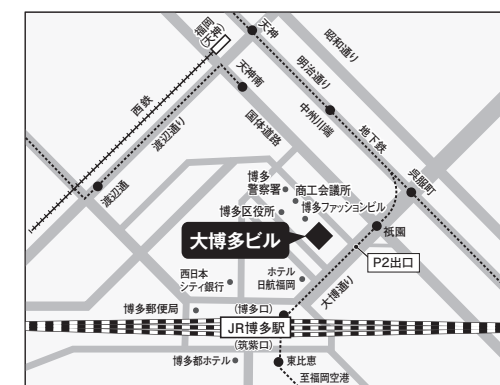 福岡
(天神)
天神
昭和通り
天神南
明治通り
西鉄
渡辺通り
国体道路
中州川端
地下鉄
呉服町
渡辺通
博多
警察署
商工会議所
博多区役所
博多ファッションビル
大博多ビル
祇園
P2出口
西日本
シティ銀行
ホテル
日航福岡
大博通り
博多郵便局
(博多口)
JR博多駅
(筑紫口)
博多都ホテル
東比恵
至福岡空港